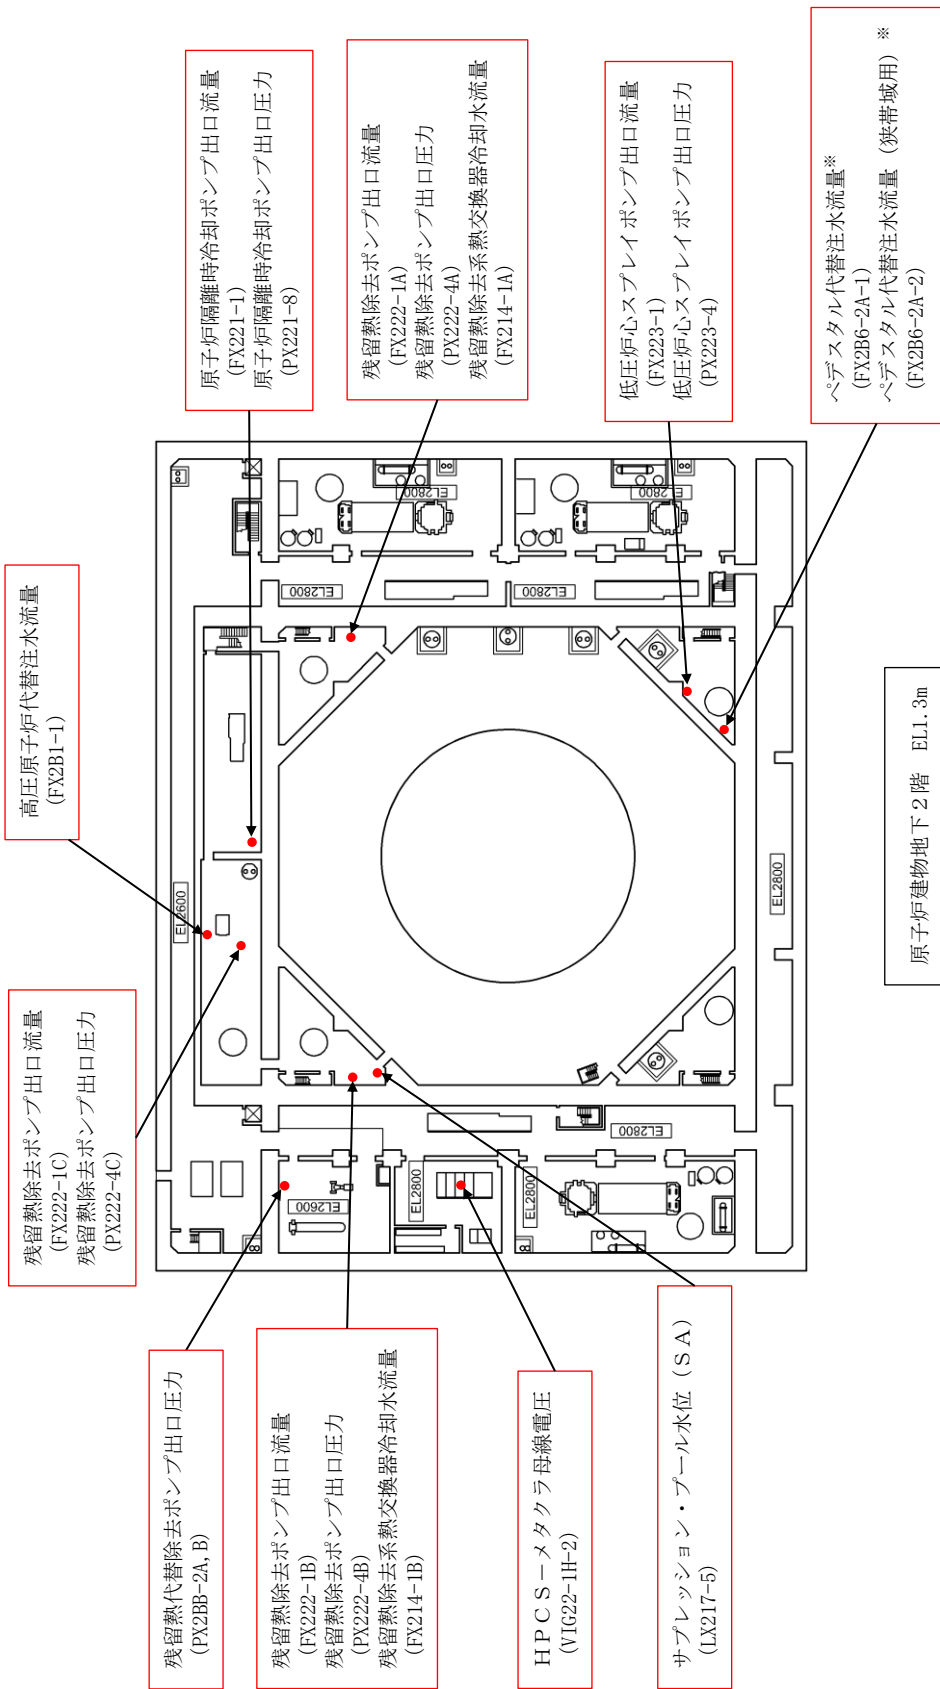 残留熱代替除去ポンプ出口圧力
(PX2BB-2A, B)
残留熱除去ポンプ出口流量
(FX222-1C)
残留熱除去ポンプ出口圧力
(PX222-4C)
高圧原子炉代替注水流量
(FX2B1-1)
原子炉隔離時冷却ポンプ出口流量
(FX221-1)
原子炉隔離時冷却ポンプ出口圧力
(PX221-8)
残留熱除去ポンプ出口流量
(FX222-1B)
残留熱除去ポンプ出口圧力
(PX222-4B)
残留熱除去系熱交換器冷却水流量
(FX214-1B)
残留熱除去ポンプ出口流量
(FX222-1A)
残留熱除去ポンプ出口圧力
(PX222-4A)
残留熱除去系熱交換器冷却水流量
(FX214-1A)
HPCS-メタクラ母線電圧
(VIG22-1H-2)
低圧炉心スプレイポンプ出口流量
(FX223-1)
低圧炉心スプレイポンプ出口圧力
(PX223-4)
サプレッション・プール水位(SA)
(LX217-5)
ペデスタル代替注水流量※
(FX2B6-2A-1)
ペデスタル代替注水流量(狭帯域用)※
(FX2B6-2A-2)
EL2600
EL2600
EL2800
EL2800
EL2800
EL2800
EL2800
EL2800
EL2800
EL2800
原子炉建物地下2階 EL1.3m